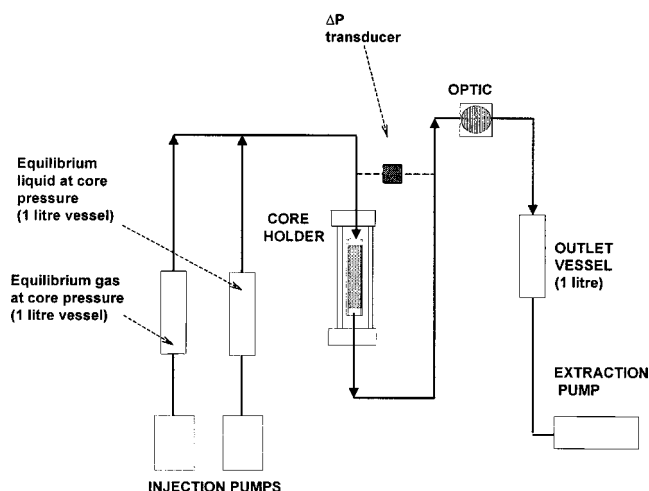 ΔP
transducer
OPTIC
Equilibrium
liquid at core
pressure
(1 litre vessel)
CORE
HOLDER
Equilibrium gas
at core pressure
(1 litre vessel)
OUTLET
VESSEL
(1 litre)
EXTRACTION
PUMP
INJECTION PUMPS